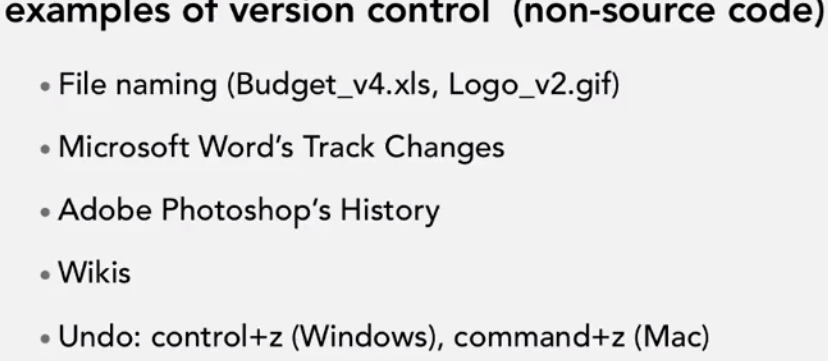 examples of version control (non-source code)
• File naming (Budget_v4.xls, Logo_v2.gif)
• Microsoft Word’s Track Changes
• Adobe Photoshop’s History
• Wikis
• Undo: control+z (Windows), command+z (Mac)